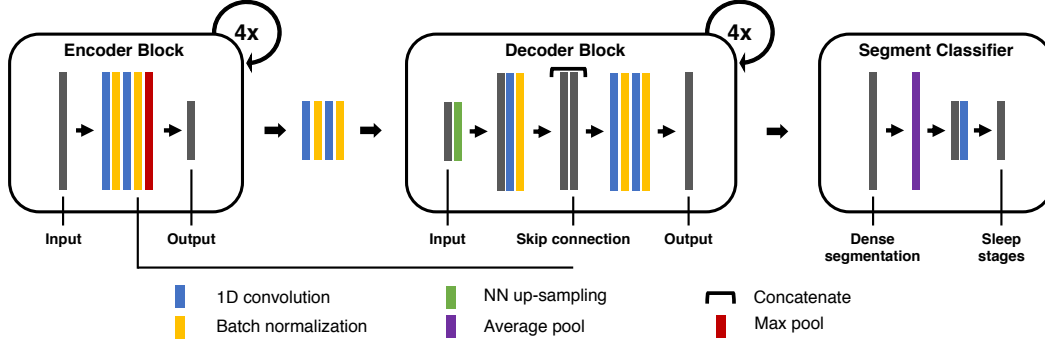 4x
4x
Encoder Block
Decoder Block
Segment Classifier
Input
Output
Input
Skip connection
Output
Dense
segmentation
Sleep
stages
1D convolution
NN up-sampling
Concatenate
Batch normalization
Average pool
Max pool